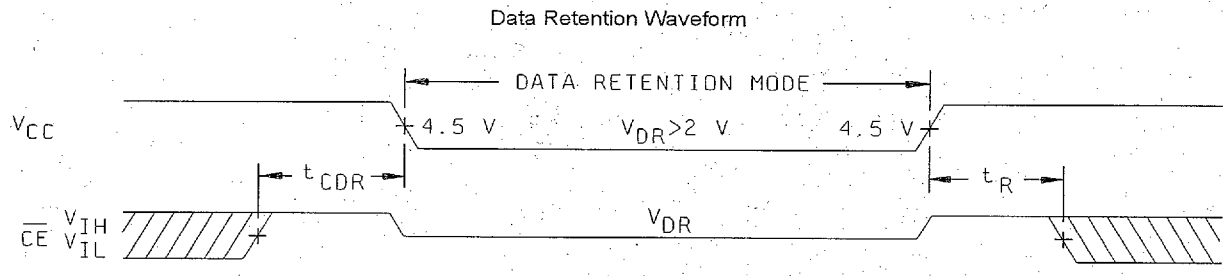 Data Retention Waveform
DATA RETENTION MODE
VCC 4.5 V VDR>2 V 4.5 V
tCDR tR
CE VIH VIL VDR